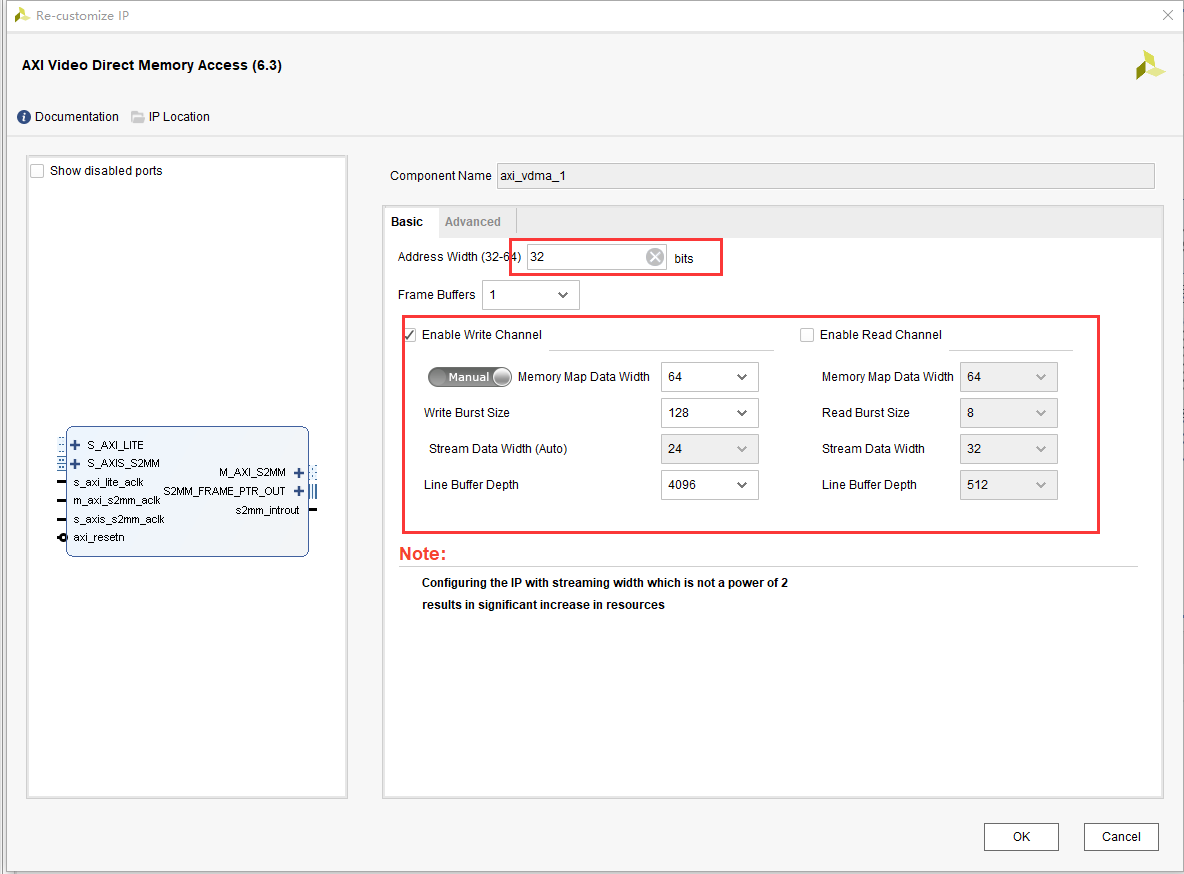 Re-customize IP
AXI Video Direct Memory Access (6.3)
Documentation IP Location
Show disabled ports
S_AXI_LITE
S_AXIS_S2MM
s_axi_lite_aclk
m_axi_s2mm_aclk
s_axis_s2mm_aclk
axi_resetn
M_AXI_S2MM
S2MM_FRAME_PTR_OUT
s2mm_introut
Component Name axi_vdma_1
Basic Advanced
Address Width (32-64) 32 bits
Frame Buffers 1
Enable Write Channel
Manual Memory Map Data Width 64
Write Burst Size 128
Stream Data Width (Auto) 24
Line Buffer Depth 4096
Enable Read Channel
Memory Map Data Width 64
Read Burst Size 8
Stream Data Width 32
Line Buffer Depth 512
Note:
Configuring the IP with streaming width which is not a power of 2
results in significant increase in resources
OK Cancel